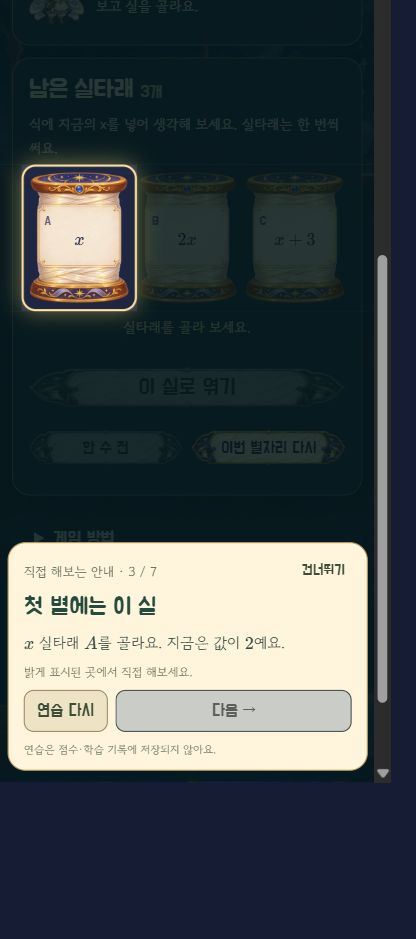 보고 실을 골라요.
남은 실타래 3개
식에 지금의 x를 넣어 생각해 보세요. 실타래는 한 번씩
써요.
A
x
B
2x
C
x + 3
실타래를 골라 보세요.
이 실로 엮기
한 수 전
이번 별자리 다시
▶ 게임 방법
직접 해보는 안내 · 3 / 7
건너뛰기
첫 별에는 이 실
x 실타래 A를 골라요. 지금은 값이 2예요.
밝게 표시된 곳에서 직접 해보세요.
연습 다시
다음 →
연습은 점수·학습 기록에 저장되지 않아요.